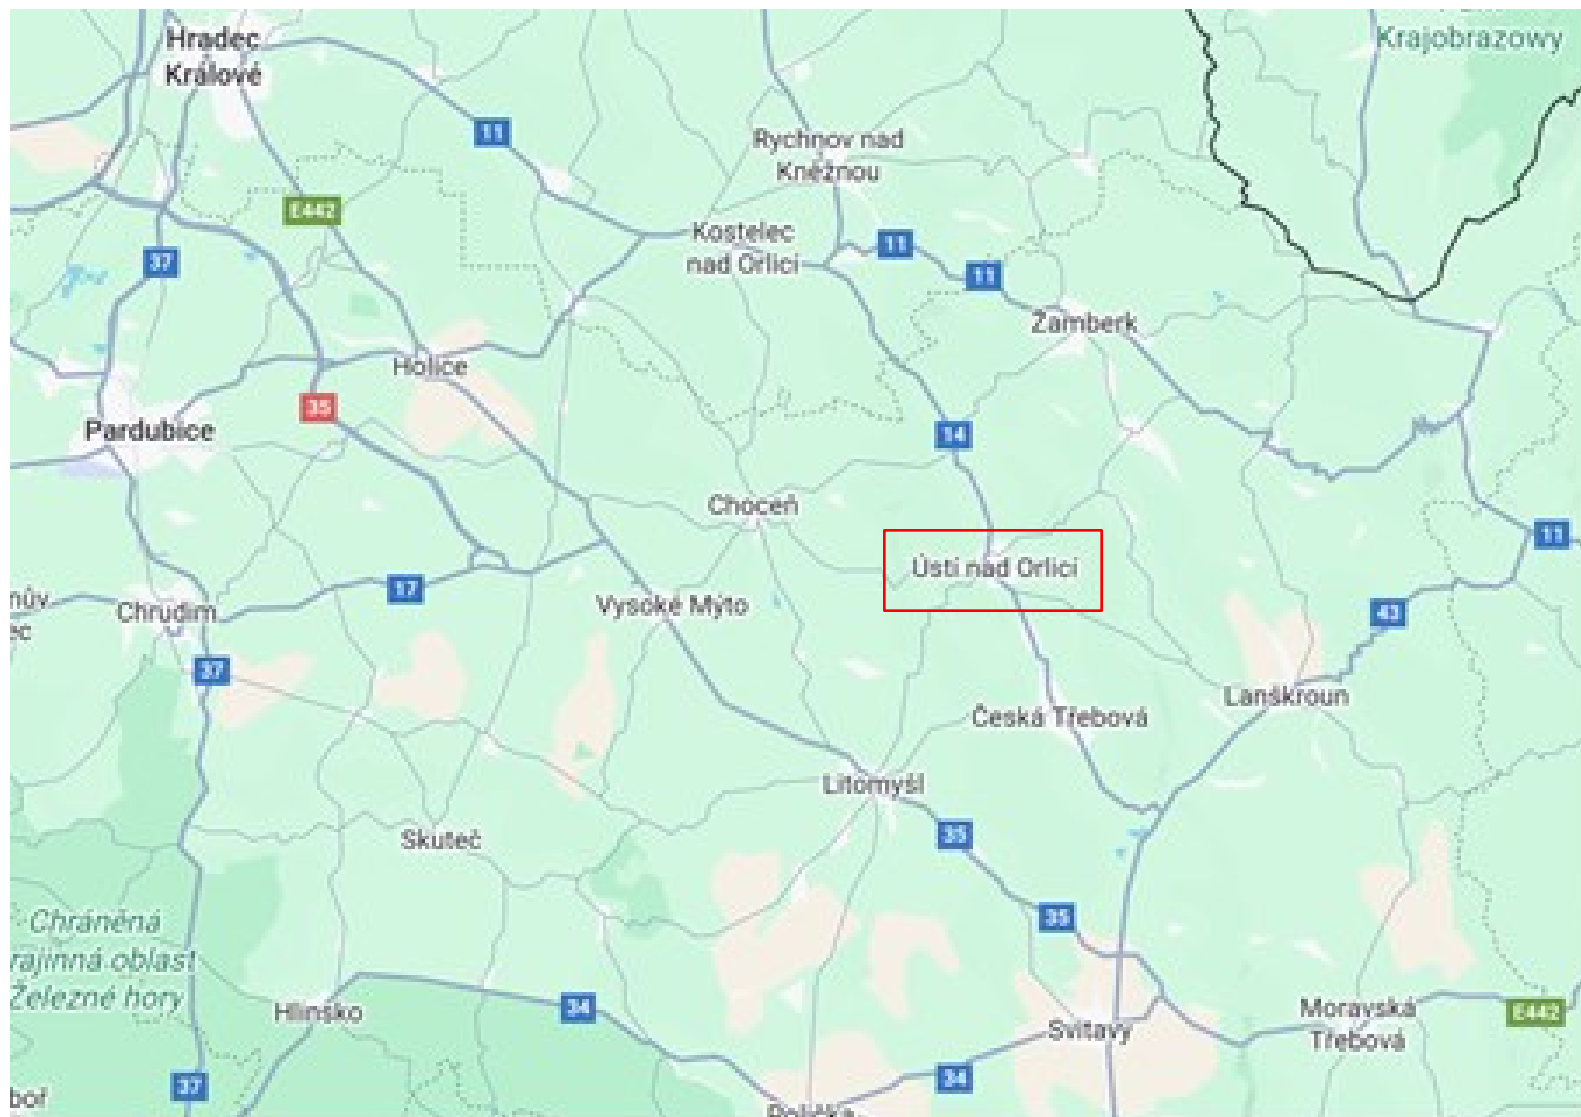 Krajobrazowy
Hradec
Králové
11
Rychnov nad
Kněžnou
E442
Kostelec
nad Orlicí
11
37
11
Žamberk
Holice
35
Pardubice
14
Choceň
11
Ústí nad Orlicí
17
Vysoké Mýto
Chrudim
43
37
Lanškroun
Česká Třebová
Litomyšl
35
Skuteč
35
Chráněná
rajinná oblast
Železné hory
34
Hlinsko
Moravská
Třebová
E442
Svitavy
34
37
Polička